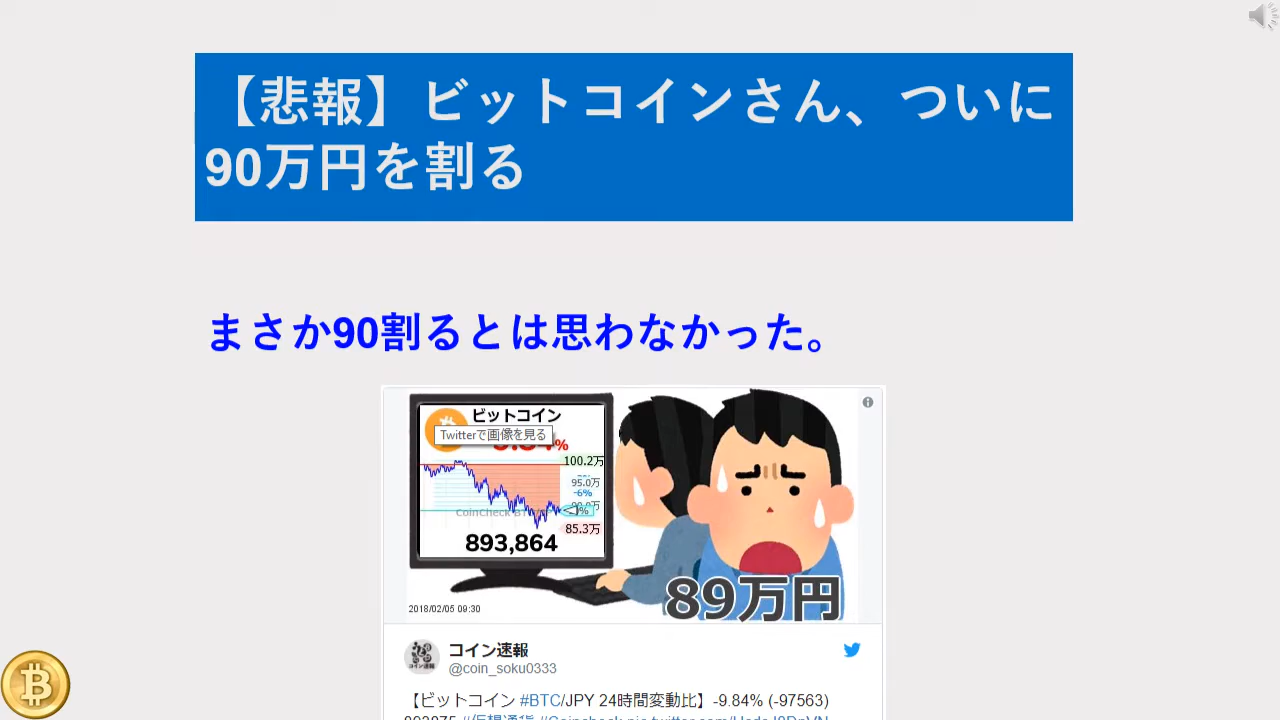 【悲報】ビットコインさん、ついに
90万円を割る
まさか90割るとは思わなかった。
ビットコイン
Twitterで画像を見る
100.2万
95.0万
-6%
85.3万
893,864
2018/02/05 09:30
89万円
コイン速報
@coin_soku0333
【ビットコイン #BTC/JPY 24時間変動比】-9.84% (-97563)